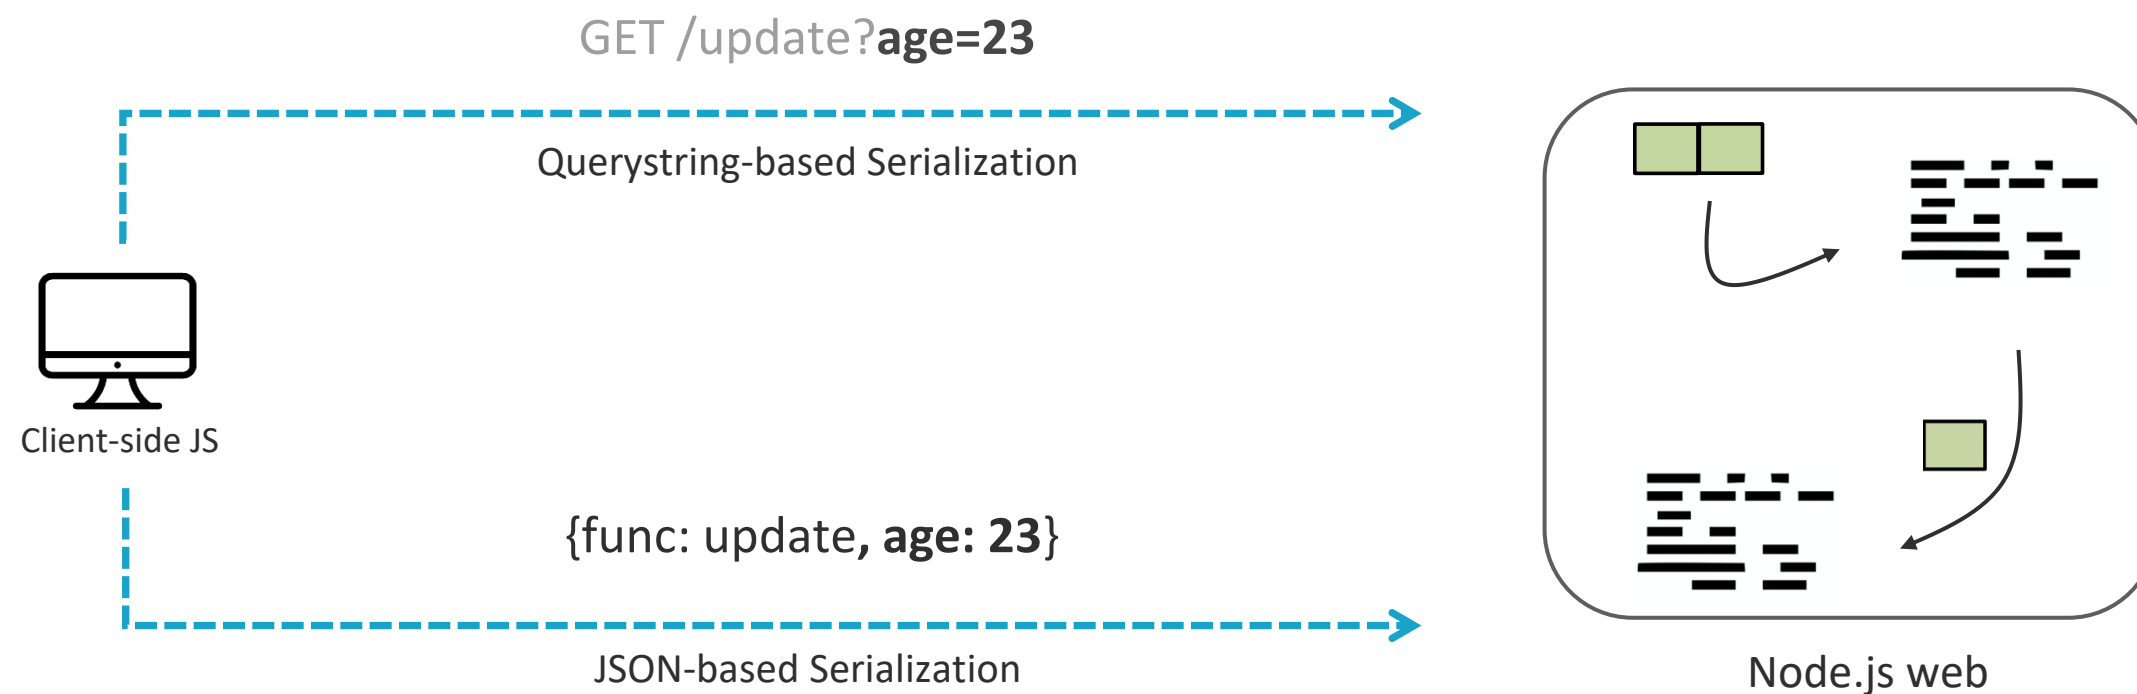 GET /update?age=23
Querystring-based Serialization
Client-side JS
{func: update, age: 23}
JSON-based Serialization
Node.js web